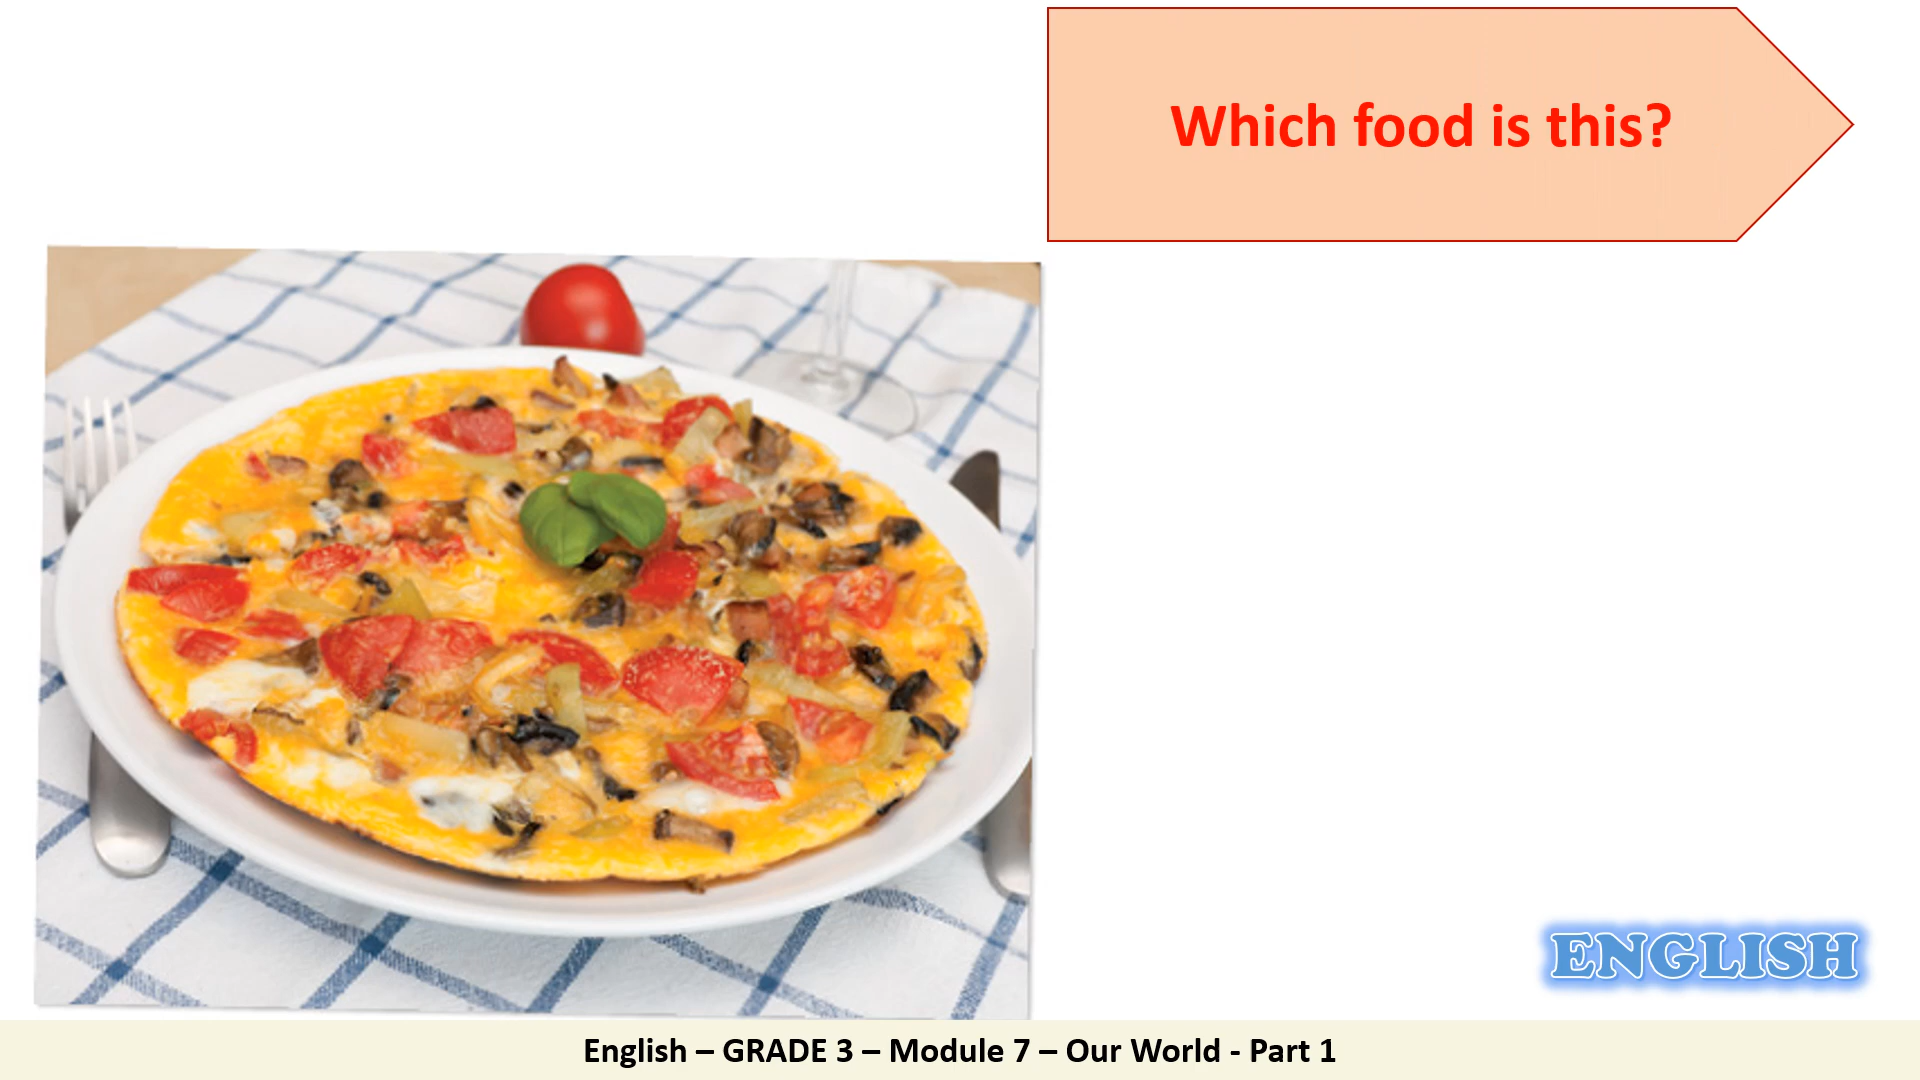 Which food is this?
ENGLISH
English – GRADE 3 – Module 7 – Our World - Part 1